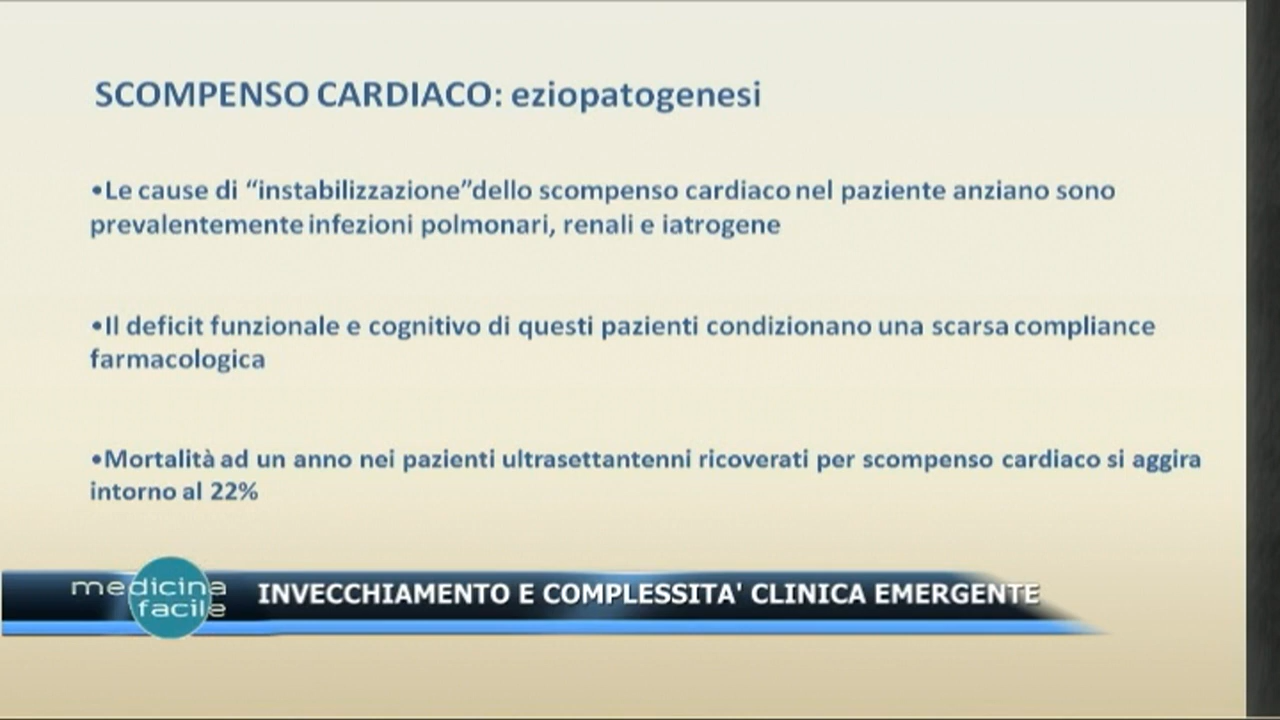 SCOMPENSO CARDIACO: eziopatogenesi
•Le cause di “instabilizzazione”dello scompenso cardiaco nel paziente anziano sono
prevalentemente infezioni polmonari, renali e iatrogene
•Il deficit funzionale e cognitivo di questi pazienti condizionano una scarsa compliance
farmacologica
•Mortalità ad un anno nei pazienti ultrasettantenni ricoverati per scompenso cardiaco si aggira
intorno al 22%
medicina
facile
INVECCHIAMENTO E COMPLESSITA' CLINICA EMERGENTE